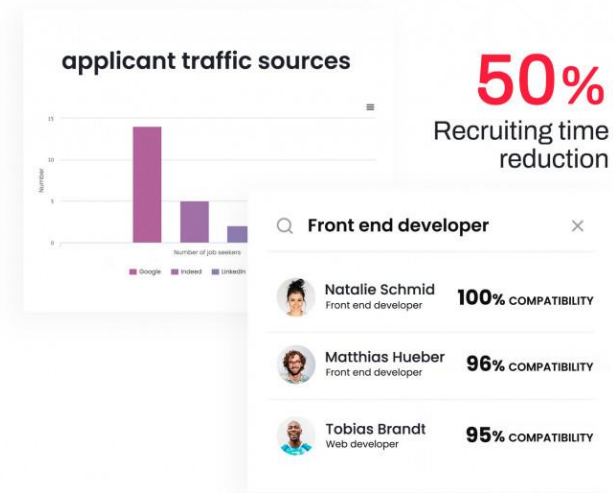 applicant traffic sources
15
10
5
0
Number
Number of job seekers
Google Indeed LinkedIn
50%
Recruiting time
reduction
Front end developer
Natalie Schmid
Front end developer
100% COMPATIBILITY
Matthias Hueber
Front end developer
96% COMPATIBILITY
Tobias Brandt
Web developer
95% COMPATIBILITY